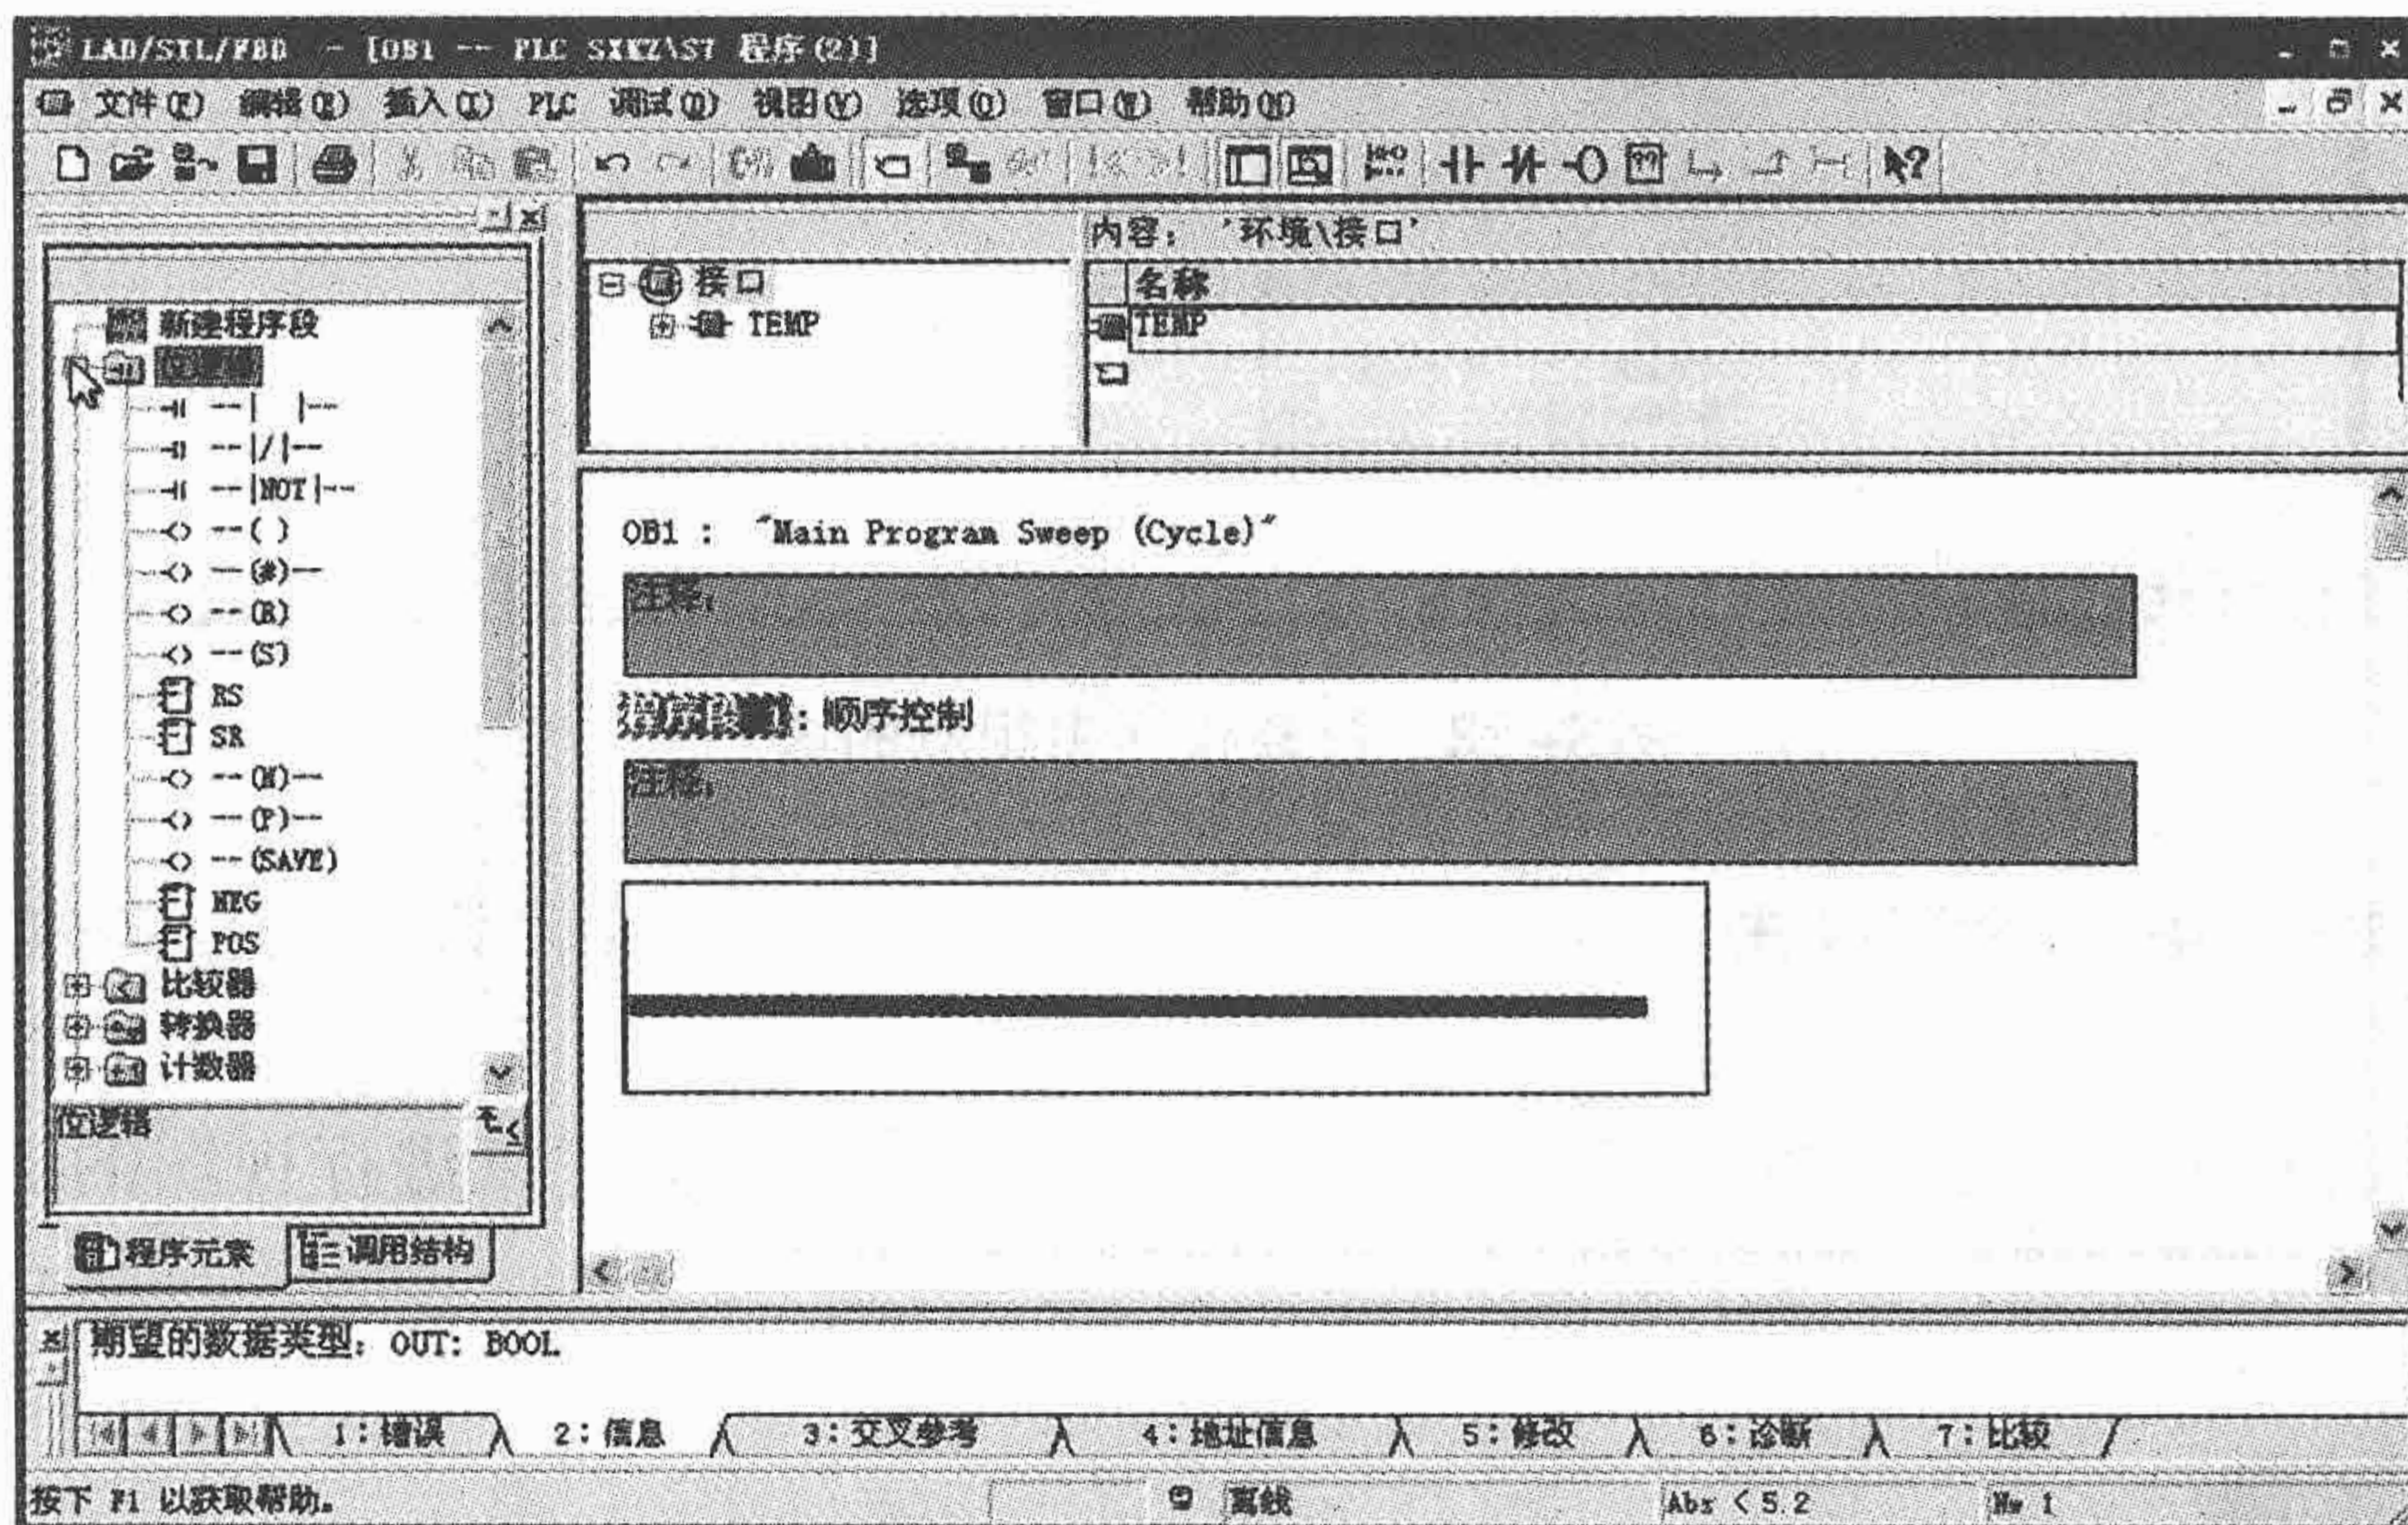 LAD/STL/FBD - [OB1 -- PLC SXKZ\S7 程序(2)]
文件(F) 编辑(E) 插入(I) PLC 调试(D) 视图(V) 选项(O) 窗口(W) 帮助(H)
内容： '环境\接口'
接口
名称
TEMP
TEMP
新建程序段
位逻辑
--| |--
--|/|--
--|NOT|--
--( )
--(#)--
--(R)
--(S)
RS
SR
--(N)--
--(P)--
--(SAVE)
NEG
POS
比较器
转换器
计数器
位逻辑
程序元素
调用结构
OB1 : "Main Program Sweep (Cycle)"
注释：
程序段 1：顺序控制
注释：
期望的数据类型：OUT: BOOL
1：错误 2：信息 3：交叉参考 4：地址信息 5：修改 6：诊断 7：比较
按下 F1 以获取帮助。 离线 Abs < 5.2 Nw 1